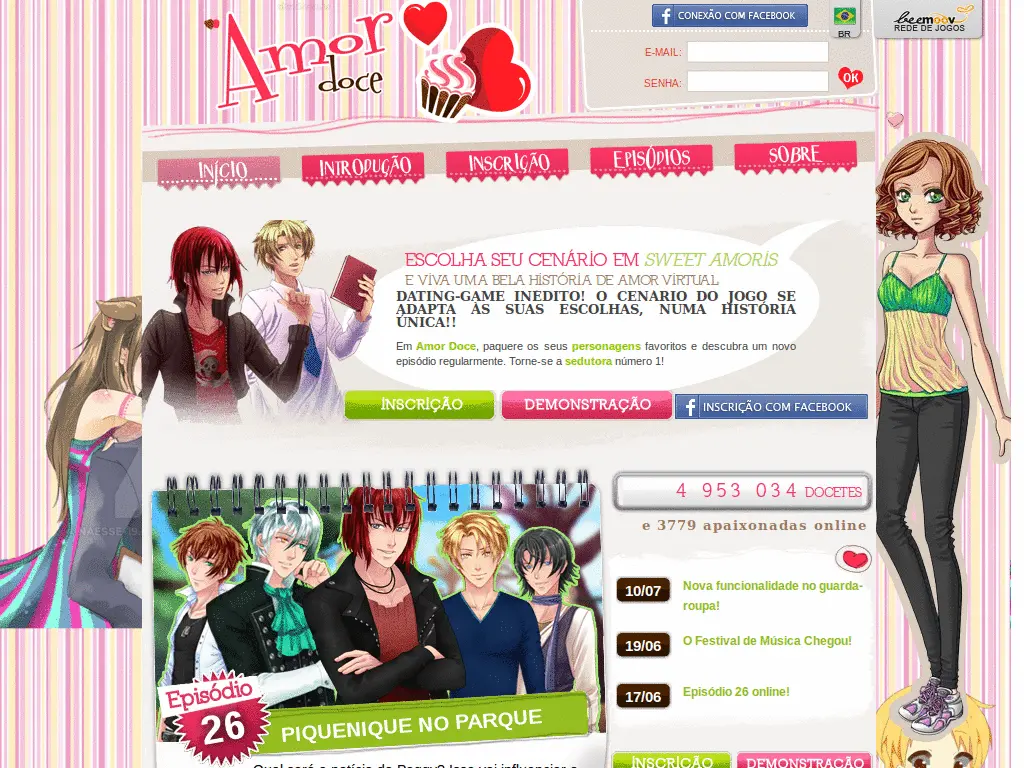 Amor
doce
CONEXÃO COM FACEBOOK
BR
beemoov
REDE DE JOGOS
E-MAIL:
SENHA:
OK
INÍCIO
INTRODUÇÃO
INSCRIÇÃO
EPISÓDIOS
SOBRE
ESCOLHA SEU CENÁRIO EM SWEET AMORIS
E VIVA UMA BELA HISTÓRIA DE AMOR VIRTUAL
DATING-GAME INEDITO! O CENARIO DO JOGO SE
ADAPTA ÀS SUAS ESCOLHAS, NUMA HISTÓRIA
ÚNICA!!
Em Amor Doce, paquere os seus personagens favoritos e descubra um novo
episódio regularmente. Torne-se a sedutora número 1!
INSCRIÇÃO
DEMONSTRAÇÃO
INSCRIÇÃO COM FACEBOOK
4 953 034 DOCETES
e 3779 apaixonadas online
10/07
Nova funcionalidade no guarda-
roupa!
19/06
O Festival de Música Chegou!
17/06
Episódio 26 online!
Episódio
26
PIQUENIQUE NO PARQUE
INSCRIÇÃO
DEMONSTRAÇÃO
Qual será a notícia da Peggy? Isso vai influenciar o